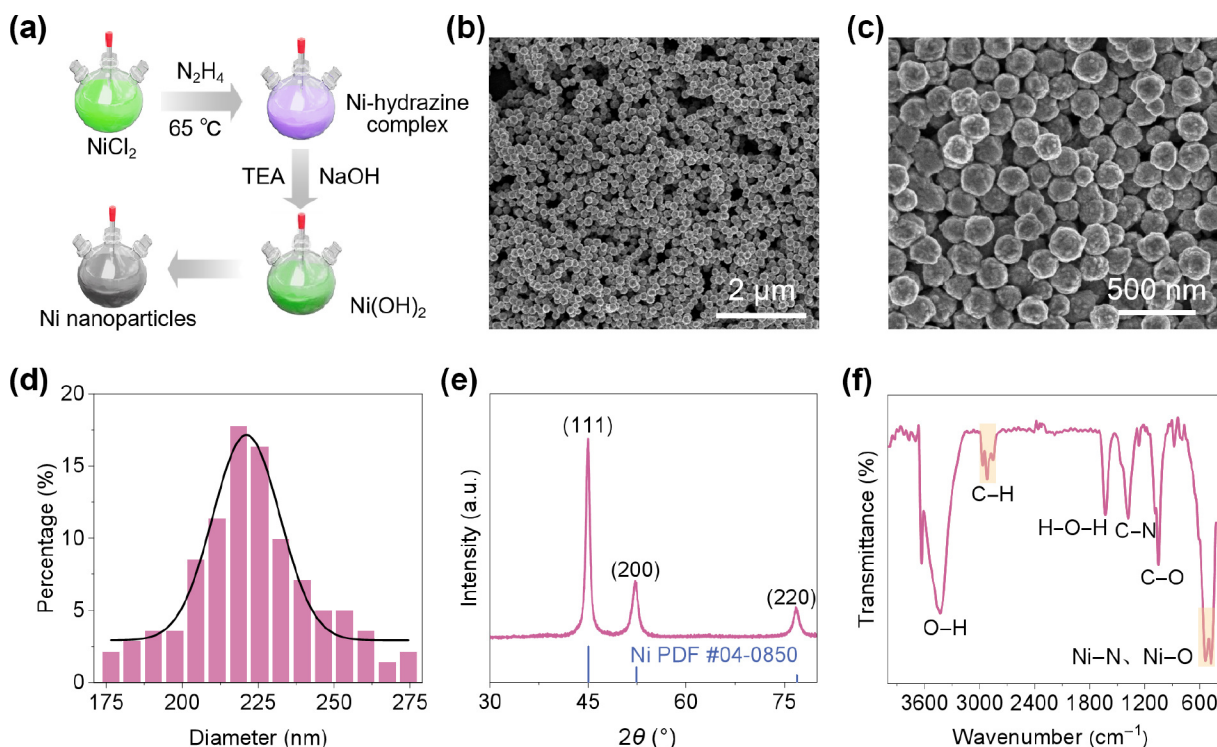 (a)
N₂H₄
65 ℃
NiCl₂
Ni-hydrazine
complex
TEA
NaOH
Ni nanoparticles
Ni(OH)₂
(b)
2 μm
(c)
500 nm
(d)
Percentage (%)
20
15
10
5
0
175
200
225
250
275
Diameter (nm)
(e)
Intensity (a.u.)
(111)
(200)
(220)
Ni PDF #04-0850
30
45
60
75
2θ (°)
(f)
Transmittance (%)
O–H
C–H
H–O–H
C–N
C–O
Ni–N、Ni–O
3600
3000
2400
1800
1200
600
Wavenumber (cm⁻¹)